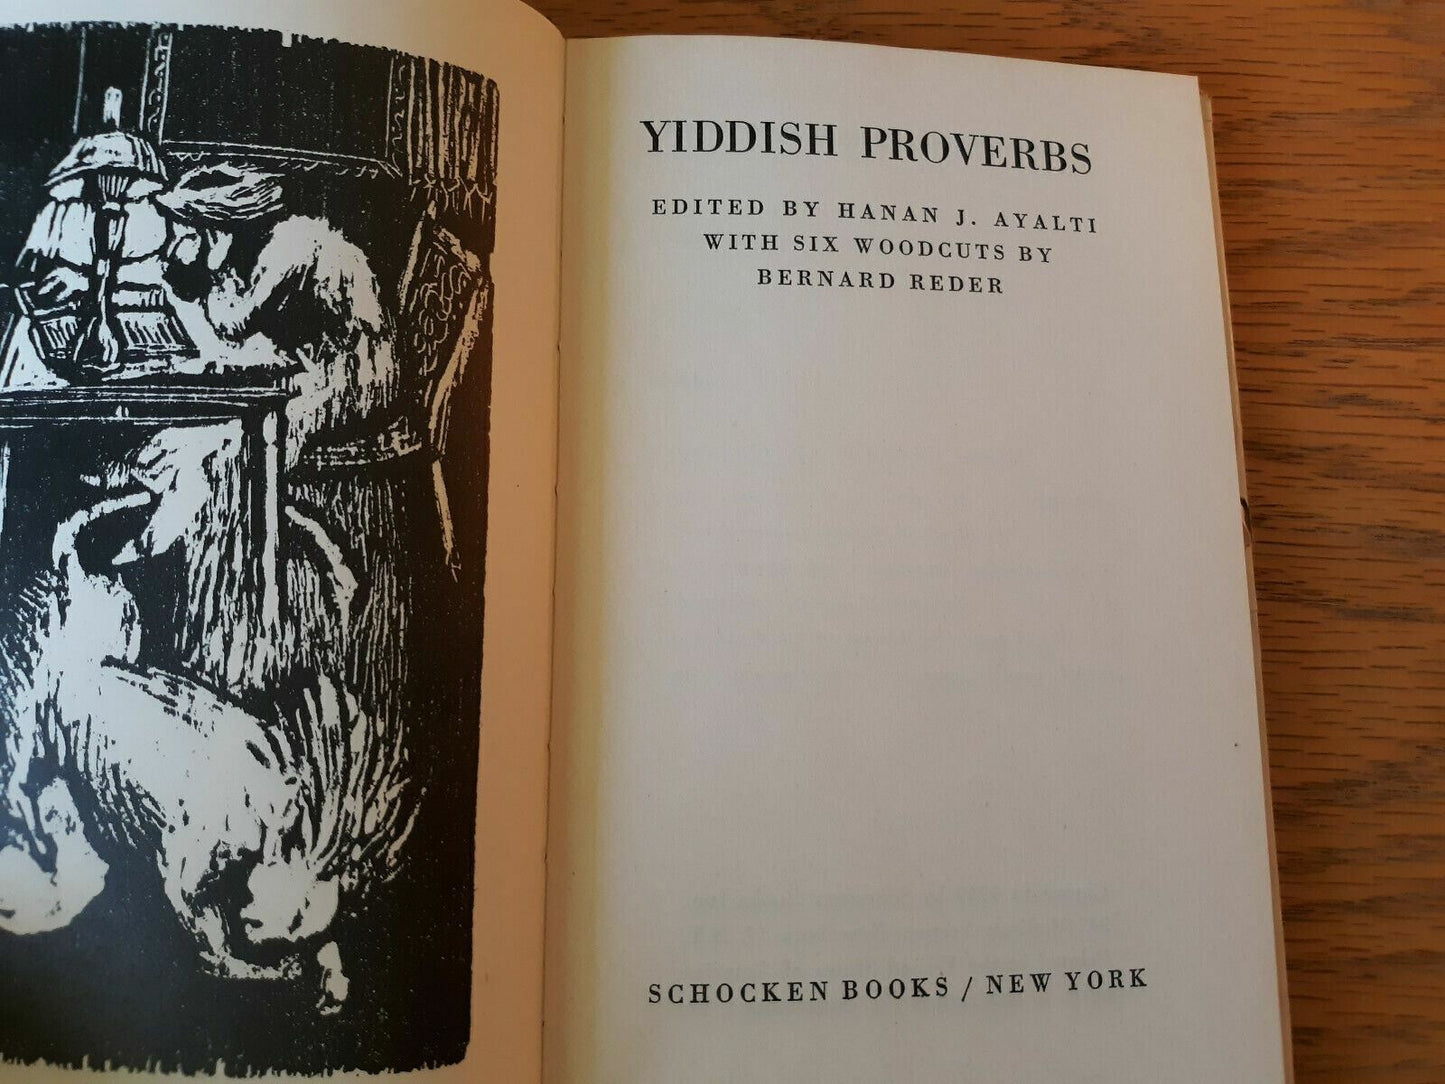 YIDDISH PROVERBS
EDITED BY HANAN J. AYALTI
WITH SIX WOODCUTS BY
BERNARD REDER
SCHOCKEN BOOKS / NEW YORK